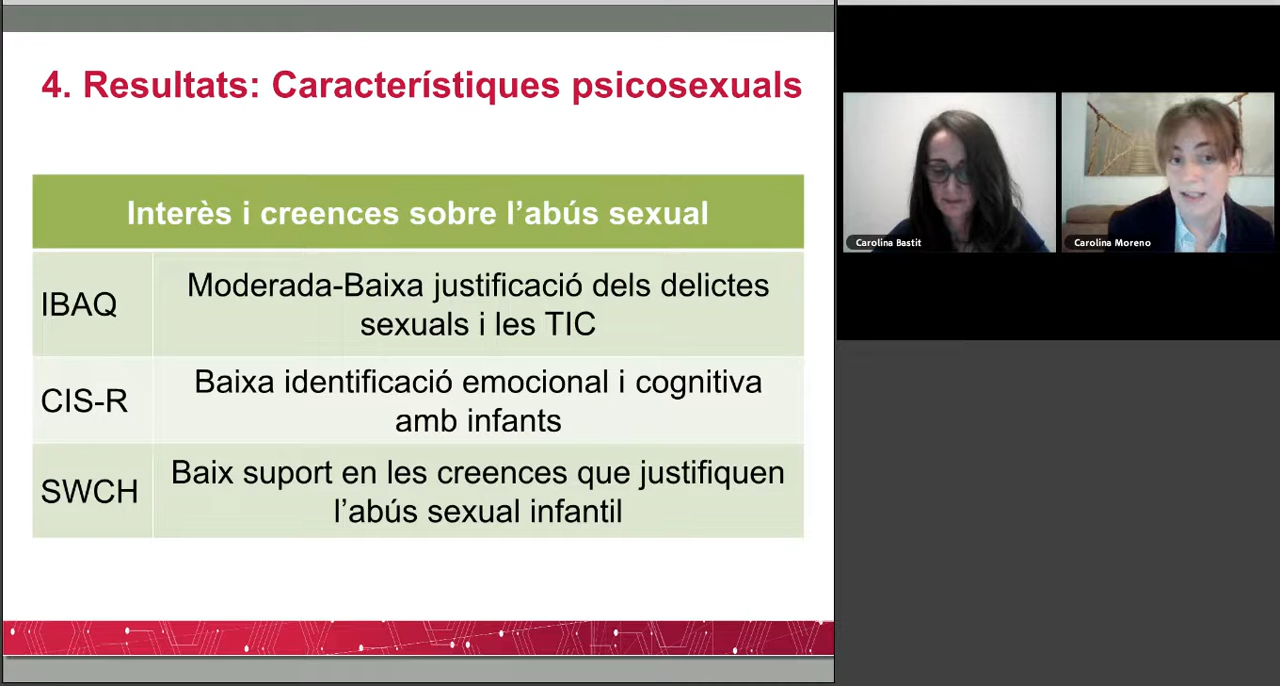 4. Resultats: Característiques psicosexuals
Interès i creences sobre l’abús sexual
IBAQ
Moderada-Baixa justificació dels delictes
sexuals i les TIC
CIS-R
Baixa identificació emocional i cognitiva
amb infants
SWCH
Baix suport en les creences que justifiquen
l’abús sexual infantil
Carolina Bastit
Carolina Moreno